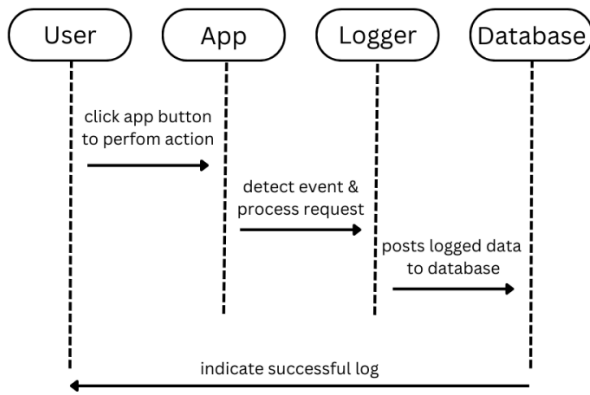 User
App
Logger
Database
click app button
to perfom action
detect event &
process request
posts logged data
to database
indicate successful log